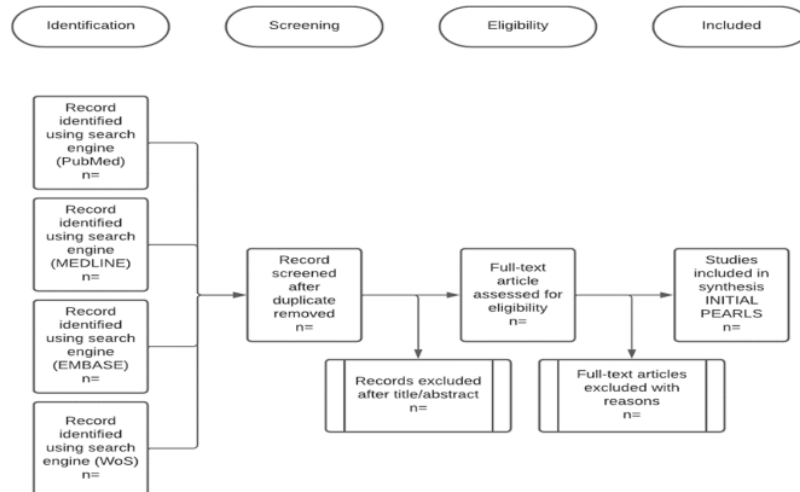 Identification
Screening
Eligibility
Included
Record
identified
using search
engine
(PubMed)
n=
Record
identified
using search
engine
(MEDLINE)
n=
Record
identified
using search
engine
(EMBASE)
n=
Record
identified
using search
engine (WoS)
n=
Record
screened
after
duplicate
removed
n=
Records excluded
after title/abstract
n=
Full-text
article
assessed for
eligibility
n=
Full-text articles
excluded with
reasons
n=
Studies
included in
synthesis
INITIAL
PEARLS
n=